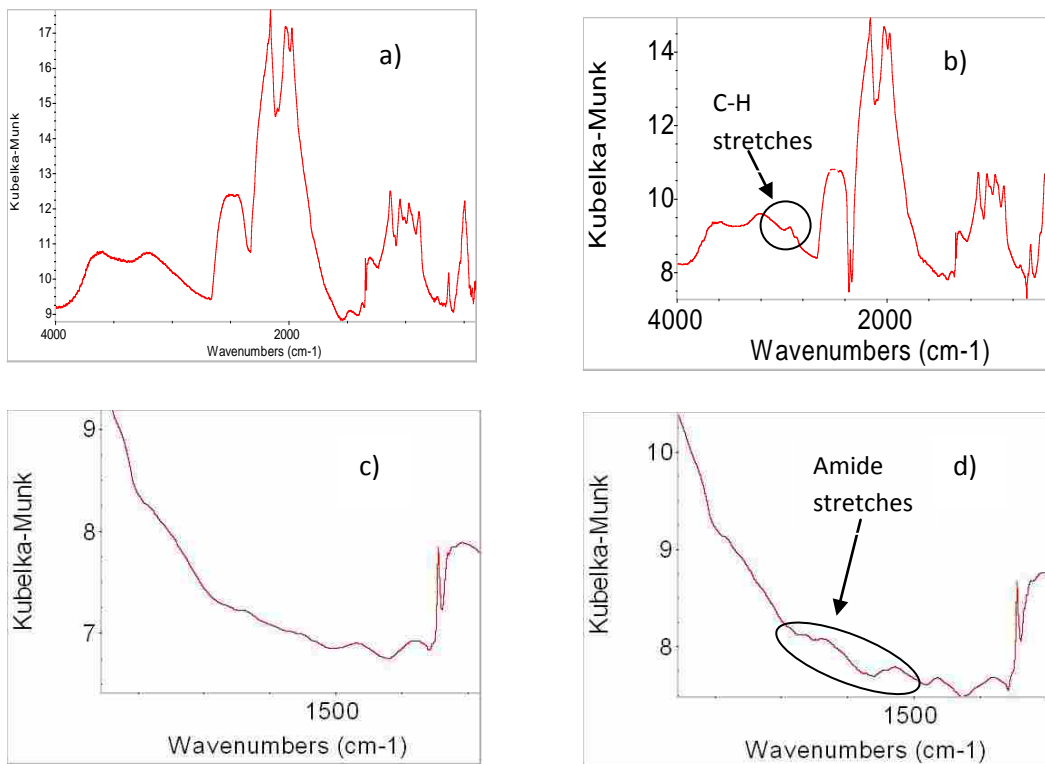 a)
17
16
15
14
13
12
11
10
9
Kubelka-Munk
4000
2000
Wavenumbers (cm-1)
b)
C-H
stretches
14
12
10
8
Kubelka-Munk
4000
2000
Wavenumbers (cm-1)
c)
9
8
7
Kubelka-Munk
1500
Wavenumbers (cm-1)
d)
Amide
stretches
10
9
8
Kubelka-Munk
1500
Wavenumbers (cm-1)